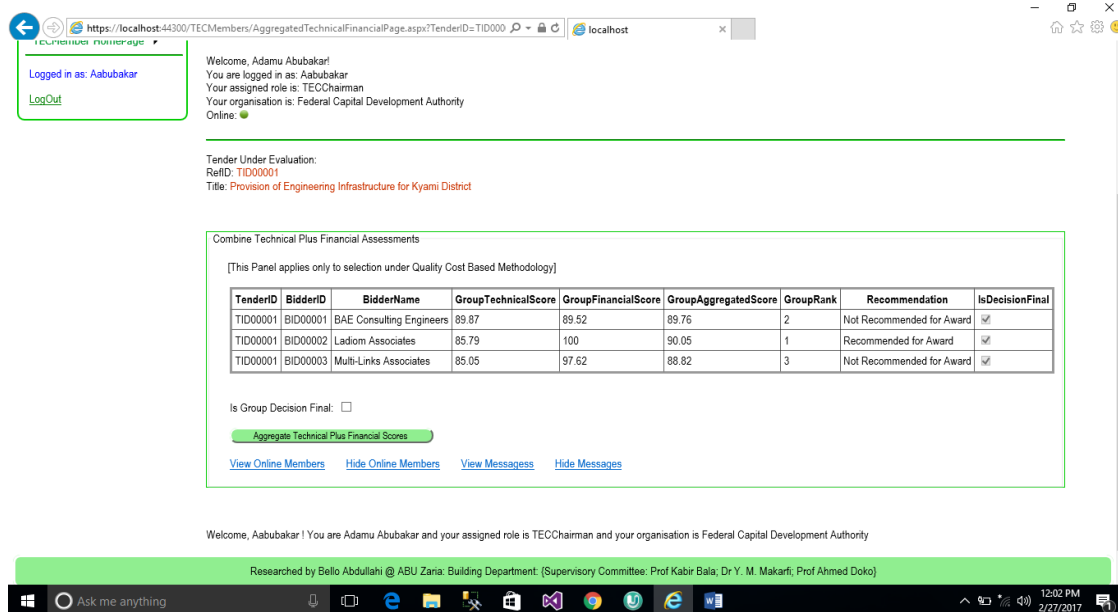 https://localhost:44300/TECMembers/AggregatedTechnicalFinancialPage.aspx?TenderID=TID000
localhost
TECMember HomePage
Logged in as: Aabubakar
LogOut
Welcome, Adamu Abubakar!
You are logged in as: Aabubakar
Your assigned role is: TECChairman
Your organisation is: Federal Capital Development Authority
Online:
Tender Under Evaluation:
RefID: TID00001
Title: Provision of Engineering Infrastructure for Kyami District
Combine Technical Plus Financial Assessments
[This Panel applies only to selection under Quality Cost Based Methodology]
TenderID BidderID BidderName GroupTechnicalScore GroupFinancialScore GroupAggregatedScore GroupRank Recommendation IsDecisionFinal
TID00001 BID00001 BAE Consulting Engineers 89.87 89.52 89.76 2 Not Recommended for Award
TID00001 BID00002 Ladiom Associates 85.79 100 90.05 1 Recommended for Award
TID00001 BID00003 Multi-Links Associates 85.05 97.62 88.82 3 Not Recommended for Award
Is Group Decision Final:
Aggregate Technical Plus Financial Scores
View Online Members Hide Online Members View Messagess Hide Messages
Welcome, Aabubakar ! You are Adamu Abubakar and your assigned role is TECChairman and your organisation is Federal Capital Development Authority
Researched by Bello Abdullahi @ ABU Zaria: Building Department: {Supervisory Committee: Prof Kabir Bala; Dr Y. M. Makarfi; Prof Ahmed Doko}
Ask me anything
12:02 PM
2/27/2017